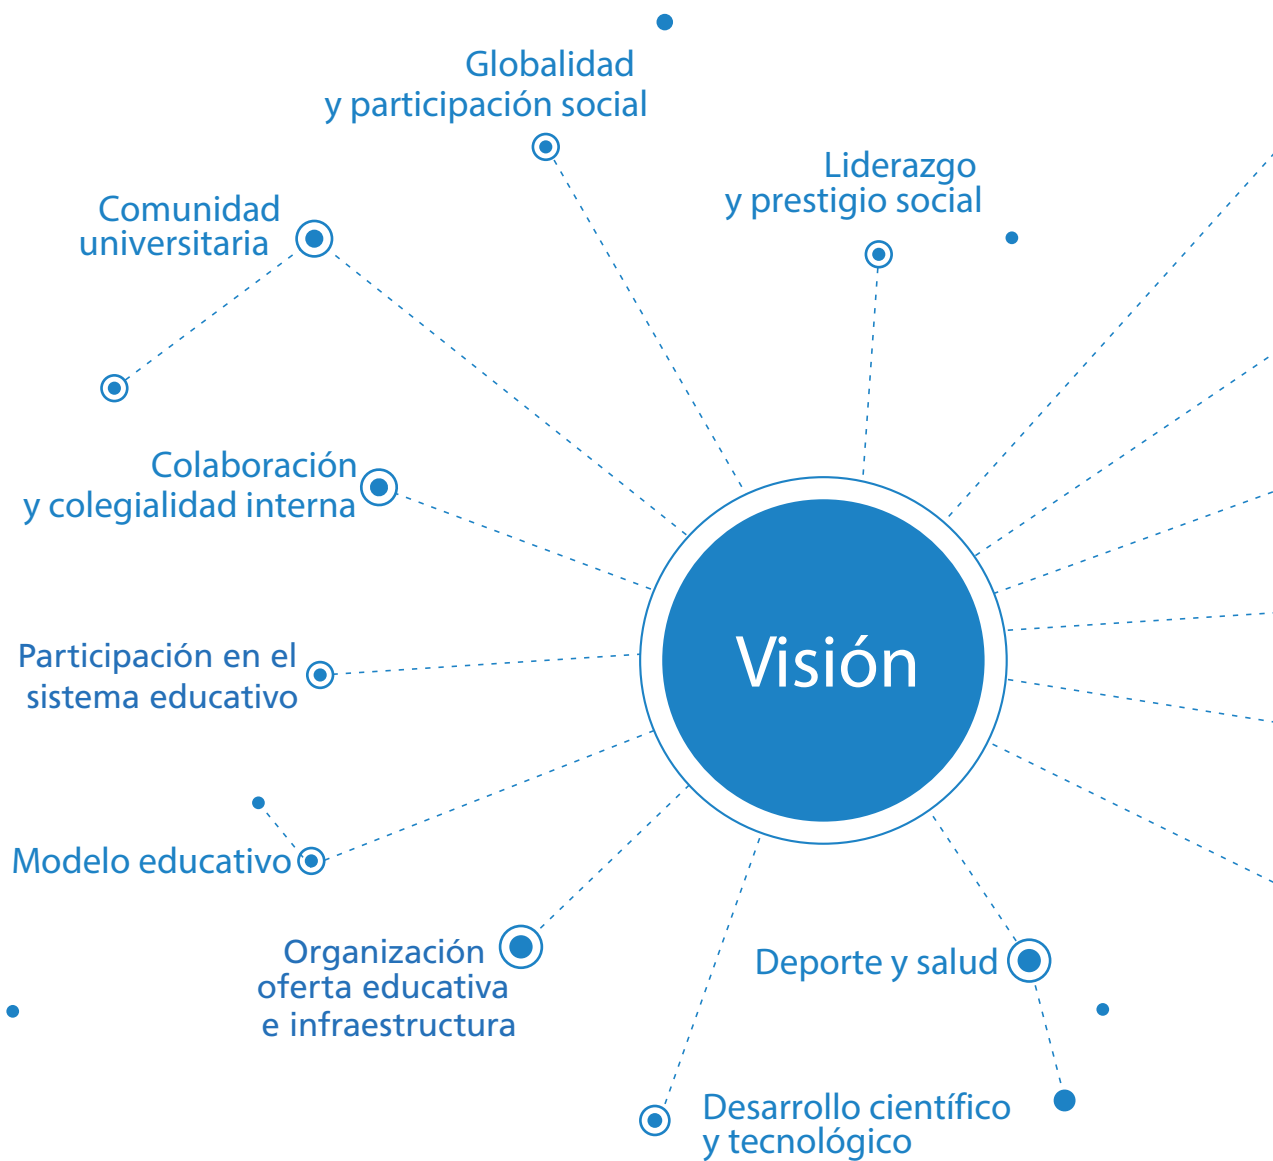 Globalidad
y participación social
Liderazgo
y prestigio social
Comunidad
universitaria
Colaboración
y colegialidad interna
Participación en el
sistema educativo
Visión
Modelo educativo
Organización
oferta educativa
e infraestructura
Deporte y salud
Desarrollo científico
y tecnológico